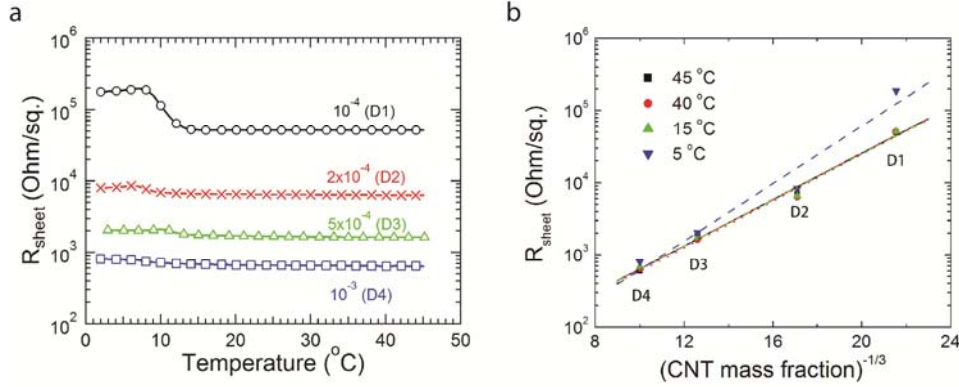 a
10^6
10^5
10^4
10^3
10^2
R_sheet (Ohm/sq.)
10^-4 (D1)
2x10^-4 (D2)
5x10^-4 (D3)
10^-3 (D4)
0 10 20 30 40 50
Temperature (°C)
b
10^6
10^5
10^4
10^3
10^2
R_sheet (Ohm/sq.)
45 °C
40 °C
15 °C
5 °C
D1
D2
D3
D4
8 12 16 20 24
(CNT mass fraction)^-1/3